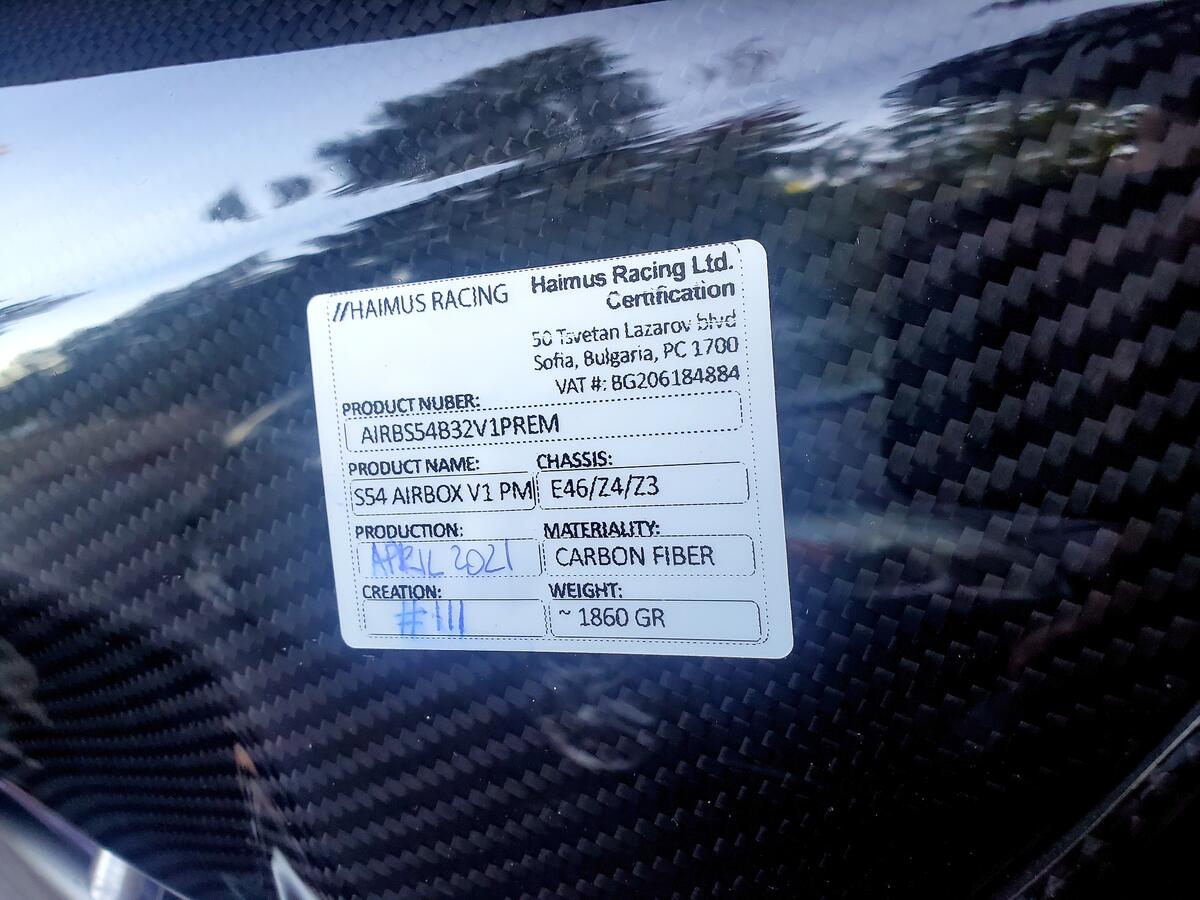 //HAIMUS RACING
Haimus Racing Ltd.
Certification
50 Tsvetan Lazarov blvd
Sofia, Bulgaria, PC 1700
VAT #: BG206184884
PRODUCT NUBER:
AIRBS54B32V1PREM
PRODUCT NAME:
S54 AIRBOX V1 PM
CHASSIS:
E46/Z4/Z3
PRODUCTION:
APRIL 2021
MATERIALITY:
CARBON FIBER
CREATION:
#111
WEIGHT:
~ 1860 GR